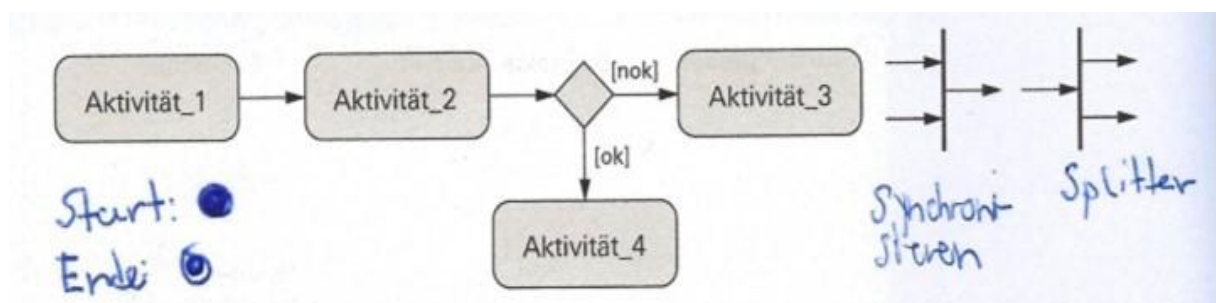 Aktivität_1
Aktivität_2
[nok]
Aktivität_3
[ok]
Aktivität_4
Start:
Ende:
Synchroni-
sieren
Splitter